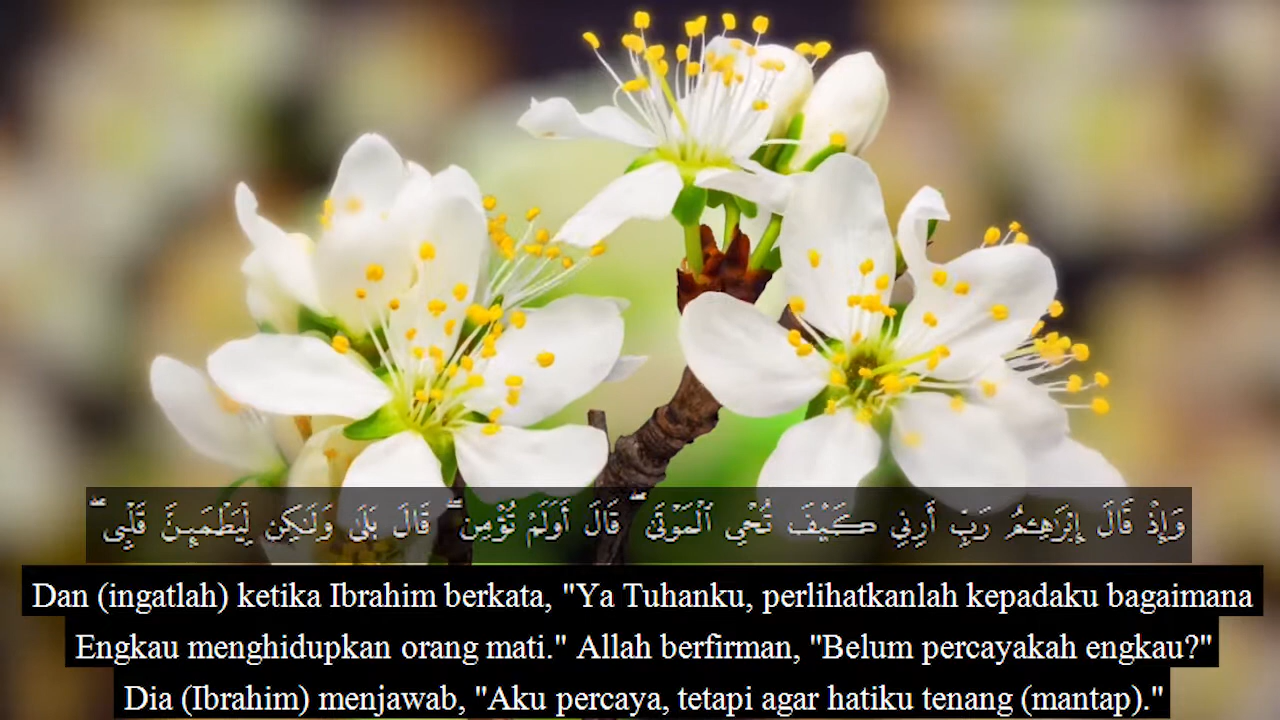 وَإِذْ قَالَ إِبْرَٰهِـۧمُ رَبِّ أَرِنِي كَيْفَ تُحْيِ ٱلْمَوْتَىٰ ۖ قَالَ أَوَلَمْ تُؤْمِن ۖ قَالَ بَلَىٰ وَلَـٰكِن لِّيَطْمَئِنَّ قَلْبِى ۖ
Dan (ingatlah) ketika Ibrahim berkata, "Ya Tuhanku, perlihatkanlah kepadaku bagaimana
Engkau menghidupkan orang mati." Allah berfirman, "Belum percayakah engkau?"
Dia (Ibrahim) menjawab, "Aku percaya, tetapi agar hatiku tenang (mantap)."